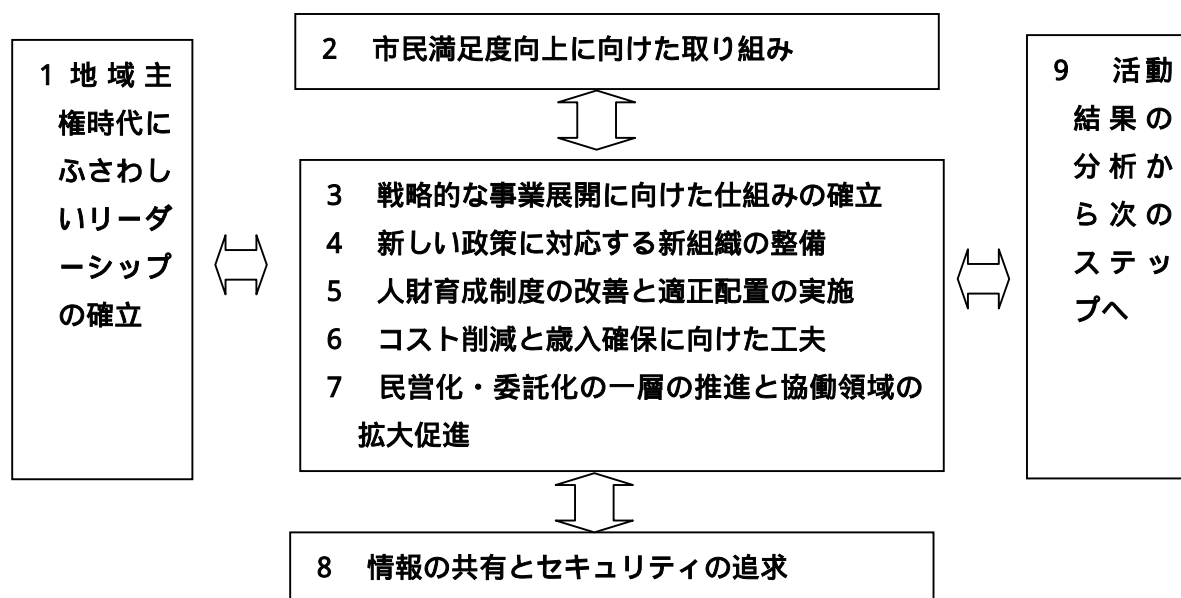 1 地域主
権時代に
ふさわし
いリーダ
ーシップ
の確立
2 市民満足度向上に向けた取り組み
3 戦略的な事業展開に向けた仕組みの確立
4 新しい政策に対応する新組織の整備
5 人財育成制度の改善と適正配置の実施
6 コスト削減と歳入確保に向けた工夫
7 民営化・委託化の一層の推進と協働領域の
拡大促進
8 情報の共有とセキュリティの追求
9 活動
結果の
分析か
ら次の
ステッ
プへ